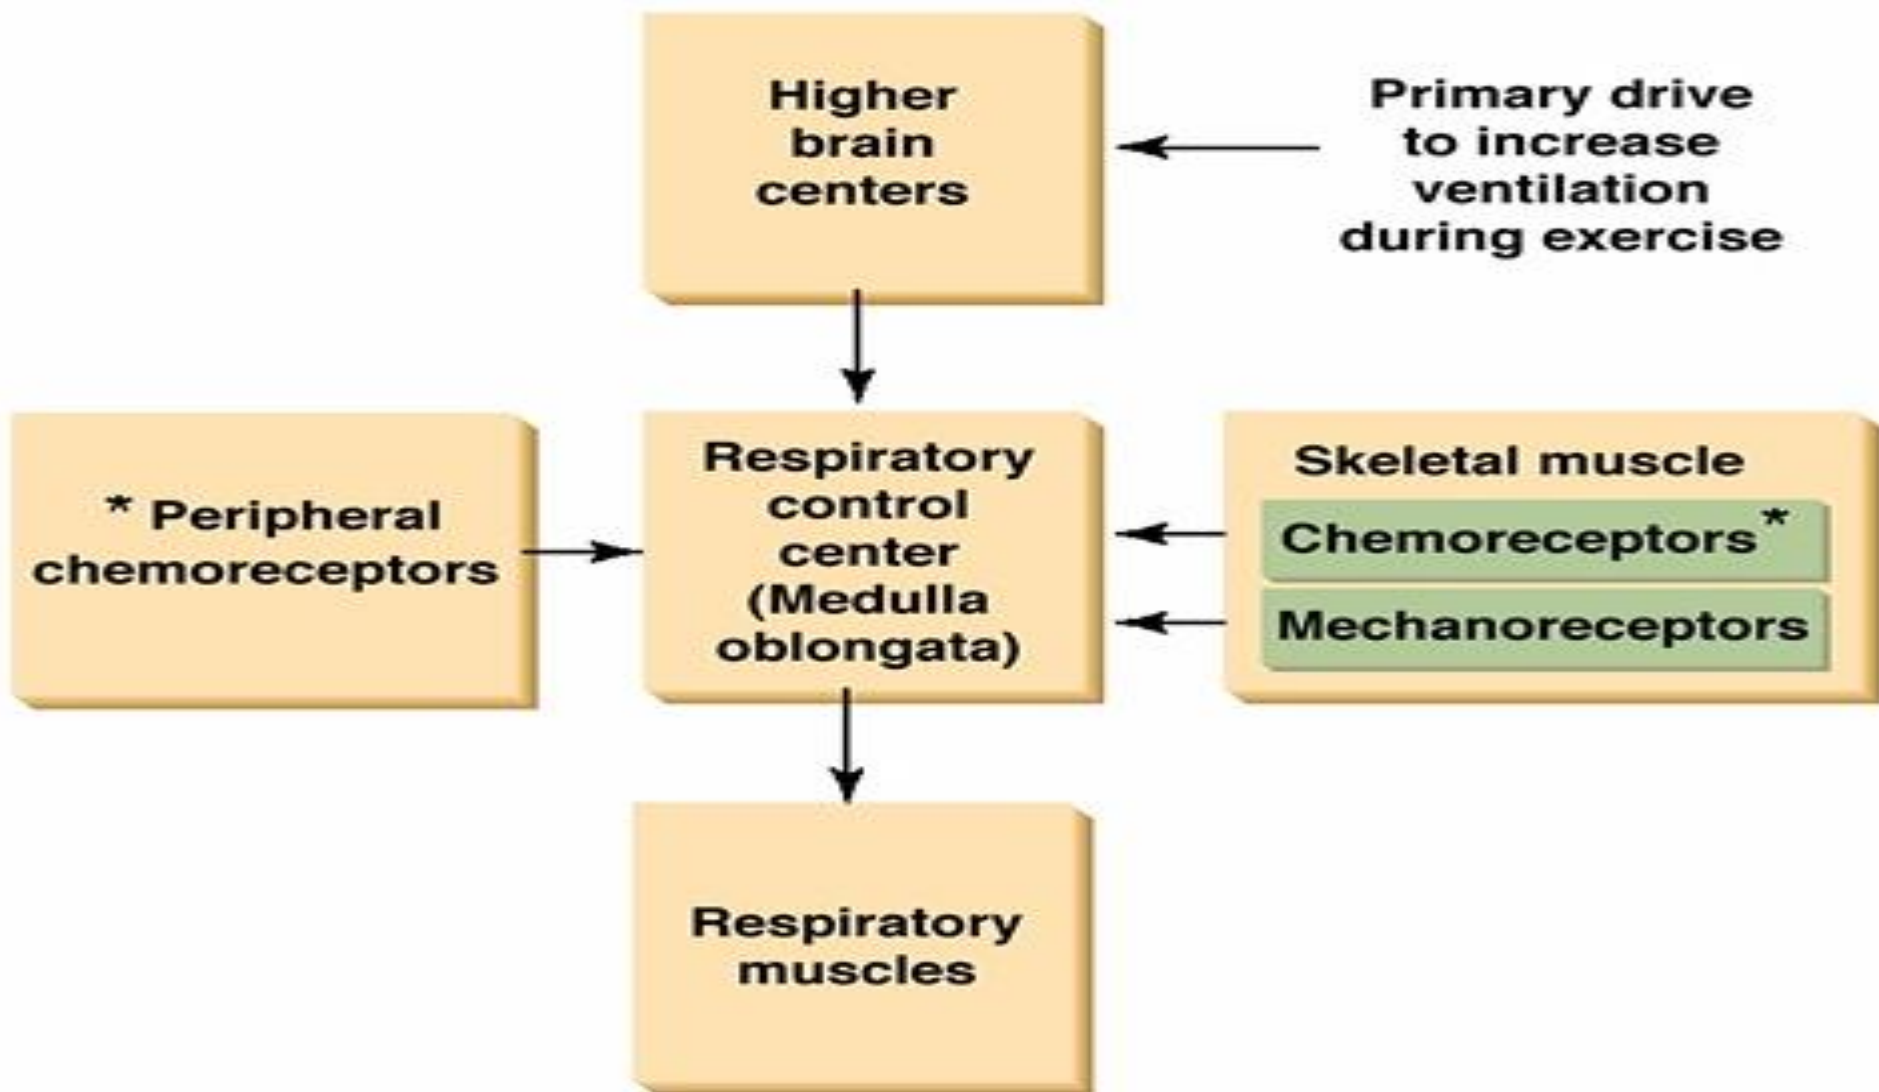 Higher
brain
centers
Primary drive
to increase
ventilation
during exercise
* Peripheral
chemoreceptors
Respiratory
control
center
(Medulla
oblongata)
Skeletal muscle
Chemoreceptors*
Mechanoreceptors
Respiratory
muscles